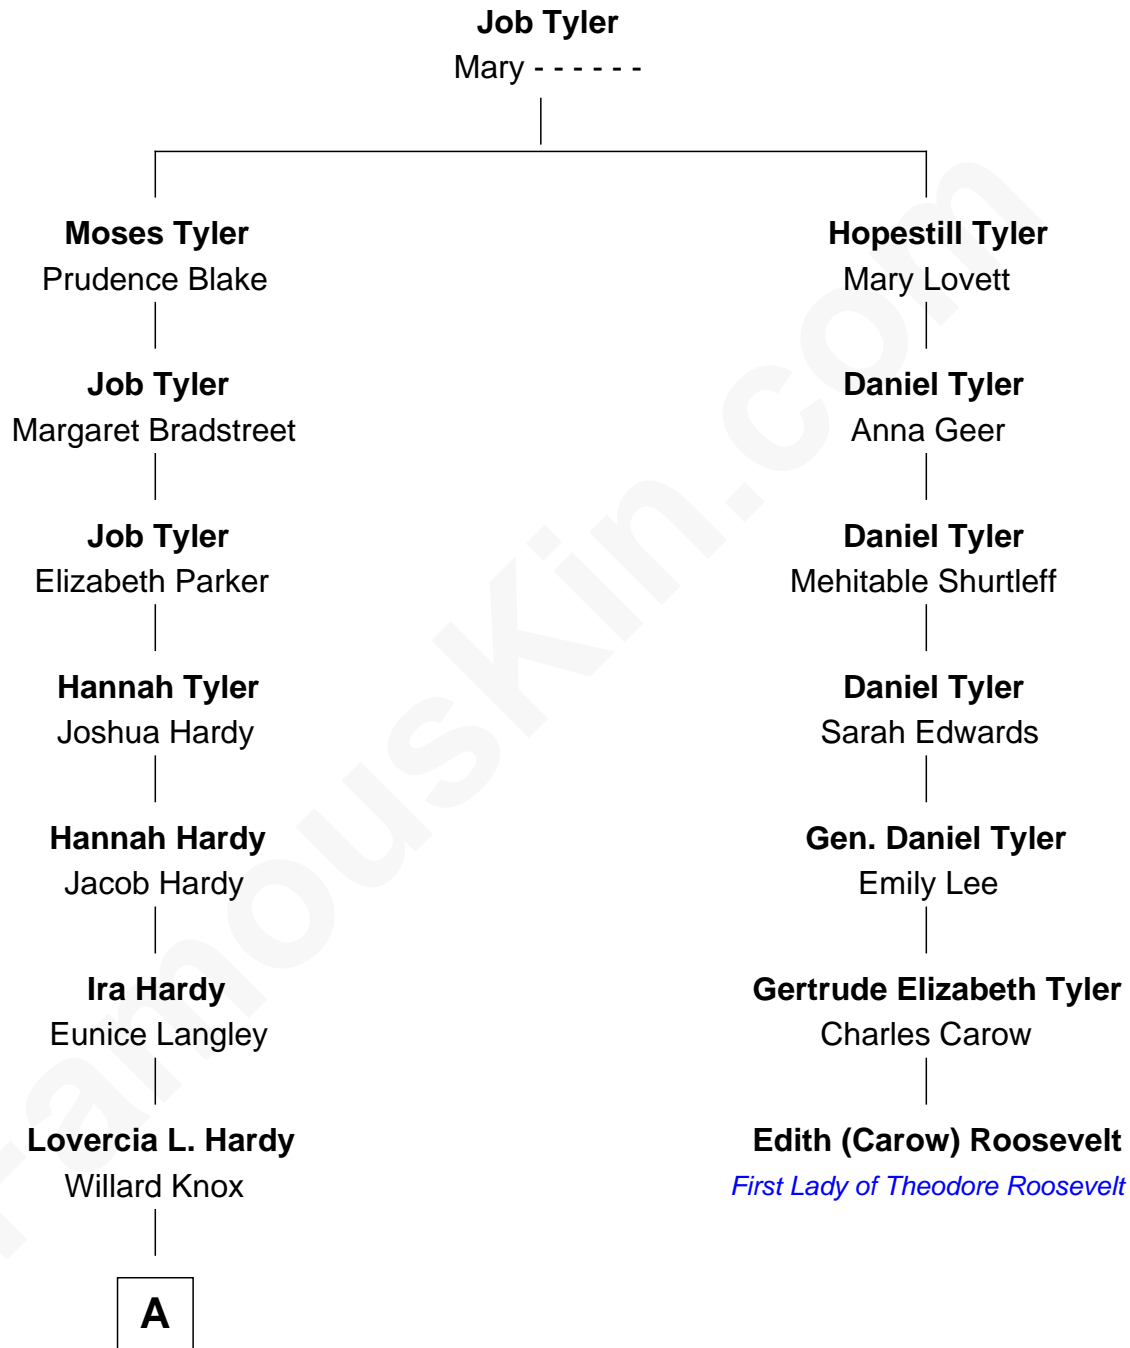 Job Tyler
Mary - - - - - -
Moses Tyler
Prudence Blake
Hopestill Tyler
Mary Lovett
Job Tyler
Margaret Bradstreet
Daniel Tyler
Anna Geer
Job Tyler
Elizabeth Parker
Daniel Tyler
Mehitable Shurtleff
Hannah Tyler
Joshua Hardy
Daniel Tyler
Sarah Edwards
Hannah Hardy
Jacob Hardy
Gen. Daniel Tyler
Emily Lee
Ira Hardy
Eunice Langley
Gertrude Elizabeth Tyler
Charles Carow
Lovercia L. Hardy
Willard Knox
Edith (Carow) Roosevelt
First Lady of Theodore Roosevelt
A
FamousKin.com